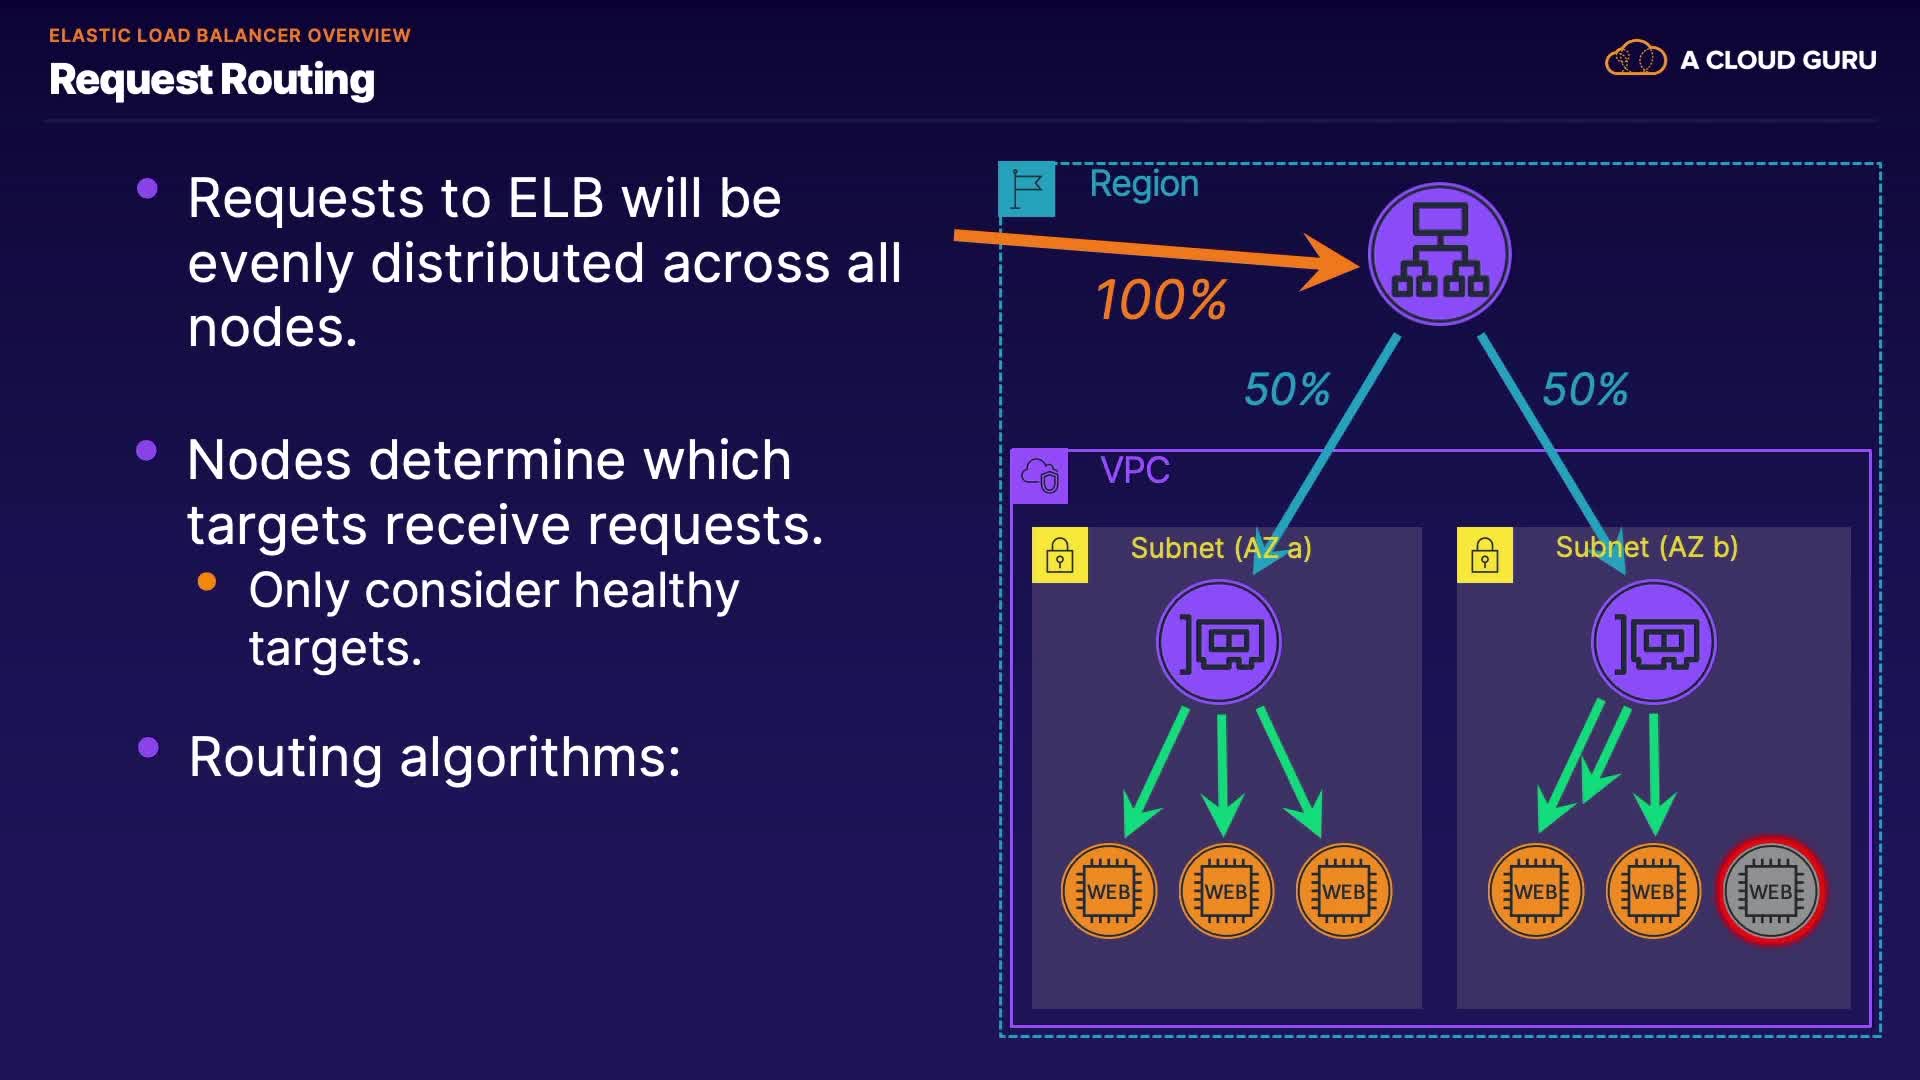 ELASTIC LOAD BALANCER OVERVIEW
Request Routing
A CLOUD GURU
Requests to ELB will be
evenly distributed across all
nodes.
Nodes determine which
targets receive requests.
Only consider healthy
targets.
Routing algorithms:
Region
100%
50%
50%
VPC
Subnet (AZ a)
Subnet (AZ b)
WEB
WEB
WEB
WEB
WEB
WEB